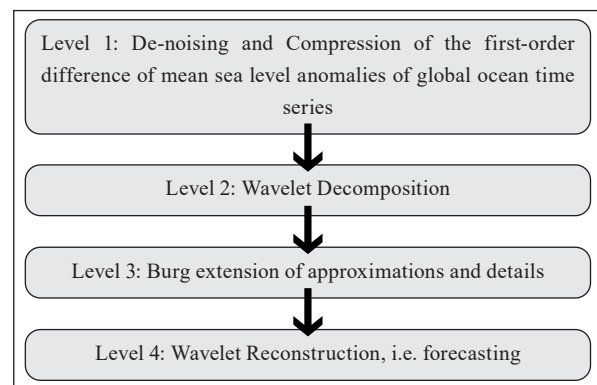 Level 1: De-noising and Compression of the first-order
difference of mean sea level anomalies of global ocean time
series
Level 2: Wavelet Decomposition
Level 3: Burg extension of approximations and details
Level 4: Wavelet Reconstruction, i.e. forecasting